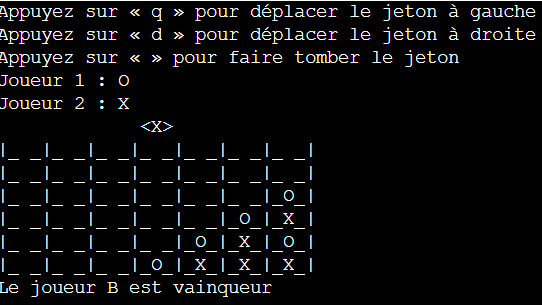 Appuyez sur « q » pour déplacer le jeton à gauche
Appuyez sur « d » pour déplacer le jeton à droite
Appuyez sur « » pour faire tomber le jeton
Joueur 1 : O
Joueur 2 : X
<X>
|_ _|_ _|_ _|_ _|_ _|_ _|_ _|
|_ _|_ _|_ _|_ _|_ _|_ _|_ _|
|_ _|_ _|_ _|_ _|_ _|_ _|_O_|
|_ _|_ _|_ _|_ _|_ _|_O_|_X_|
|_ _|_ _|_ _|_ _|_O_|_X_|_O_|
|_ _|_ _|_ _|_O_|_X_|_X_|_X_|
Le joueur B est vainqueur